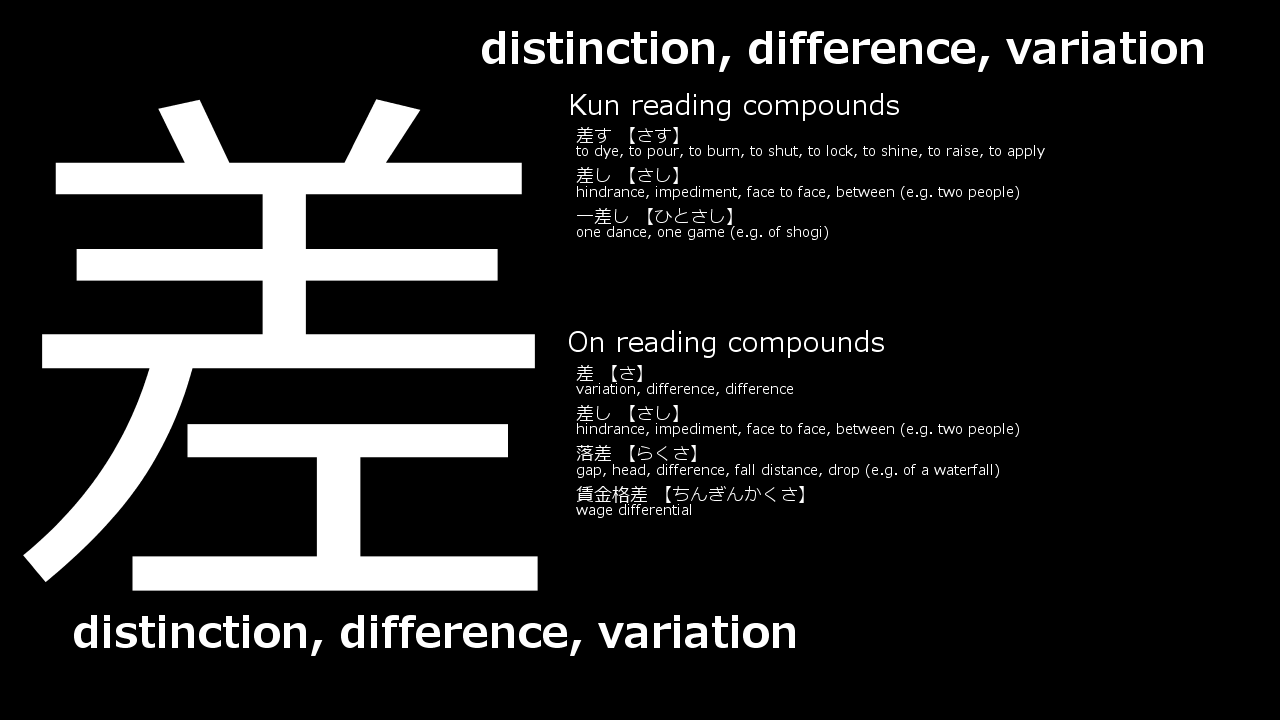 distinction, difference, variation
差
Kun reading compounds
差す 【さす】
to dye, to pour, to burn, to shut, to lock, to shine, to raise, to apply
差し 【さし】
hindrance, impediment, face to face, between (e.g. two people)
一差し 【ひとさし】
one dance, one game (e.g. of shogi)
On reading compounds
差 【さ】
variation, difference, difference
差し 【さし】
hindrance, impediment, face to face, between (e.g. two people)
落差 【らくさ】
gap, head, difference, fall distance, drop (e.g. of a waterfall)
賃金格差 【ちんぎんかくさ】
wage differential
distinction, difference, variation